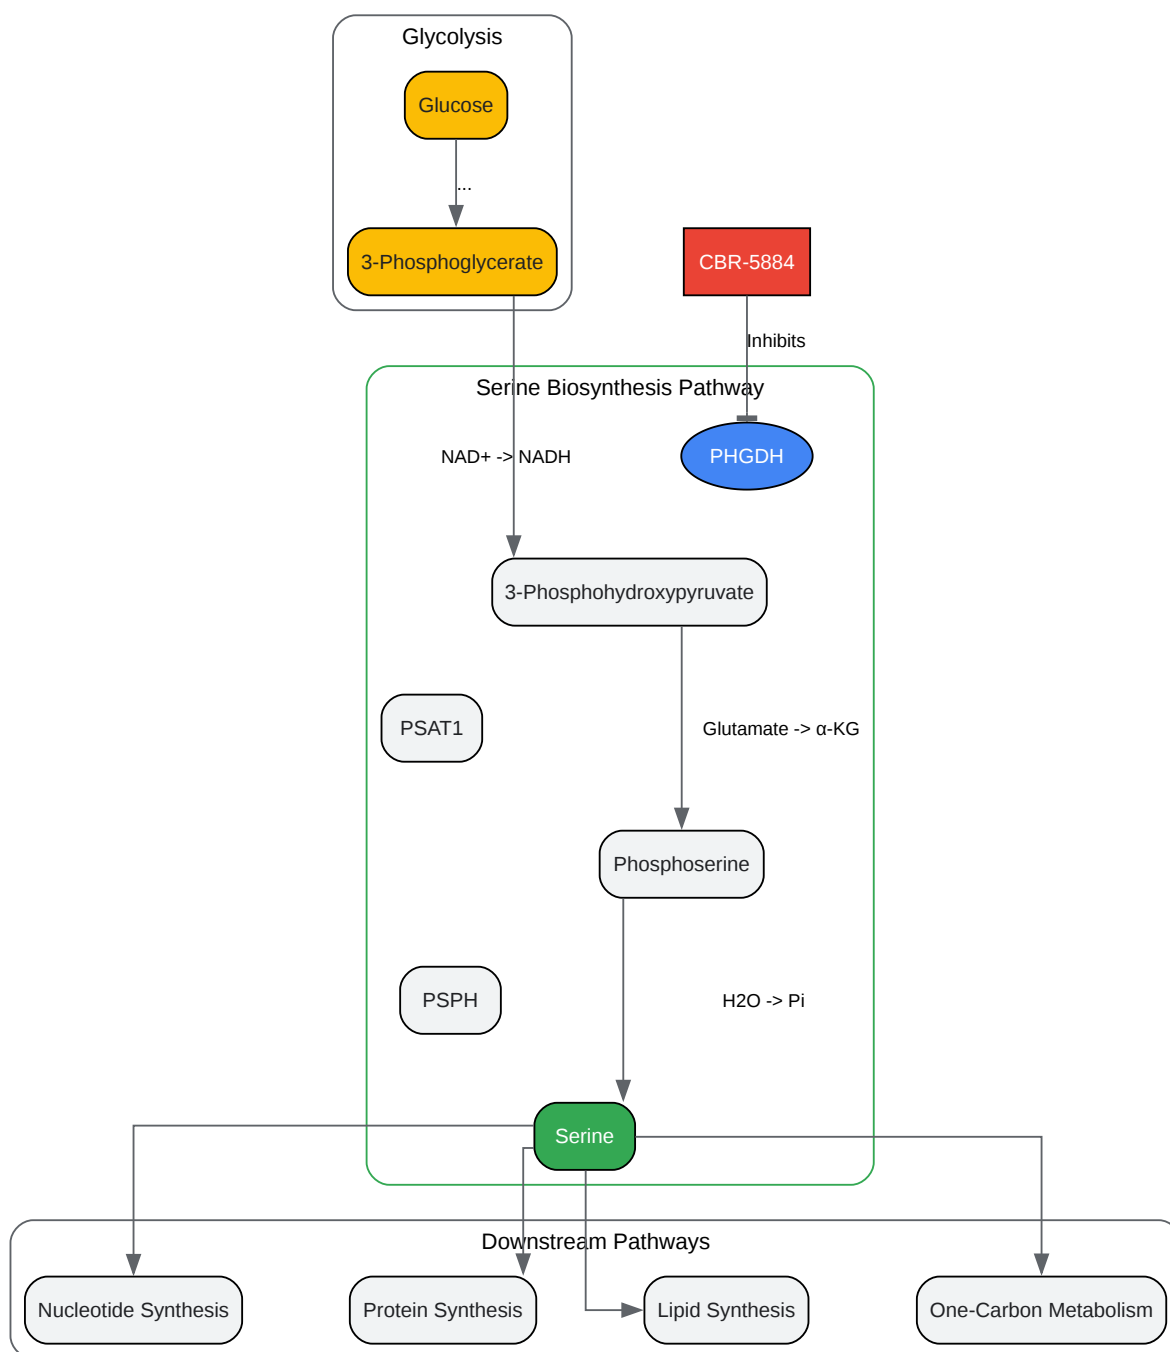 Glycolysis
Glucose
...
3-Phosphoglycerate
CBR-5884
Inhibits
Serine Biosynthesis Pathway
NAD+ -> NADH
PHGDH
3-Phosphohydroxypyruvate
PSAT1
Glutamate -> α-KG
Phosphoserine
PSPH
H2O -> Pi
Serine
Downstream Pathways
Nucleotide Synthesis
Protein Synthesis
Lipid Synthesis
One-Carbon Metabolism